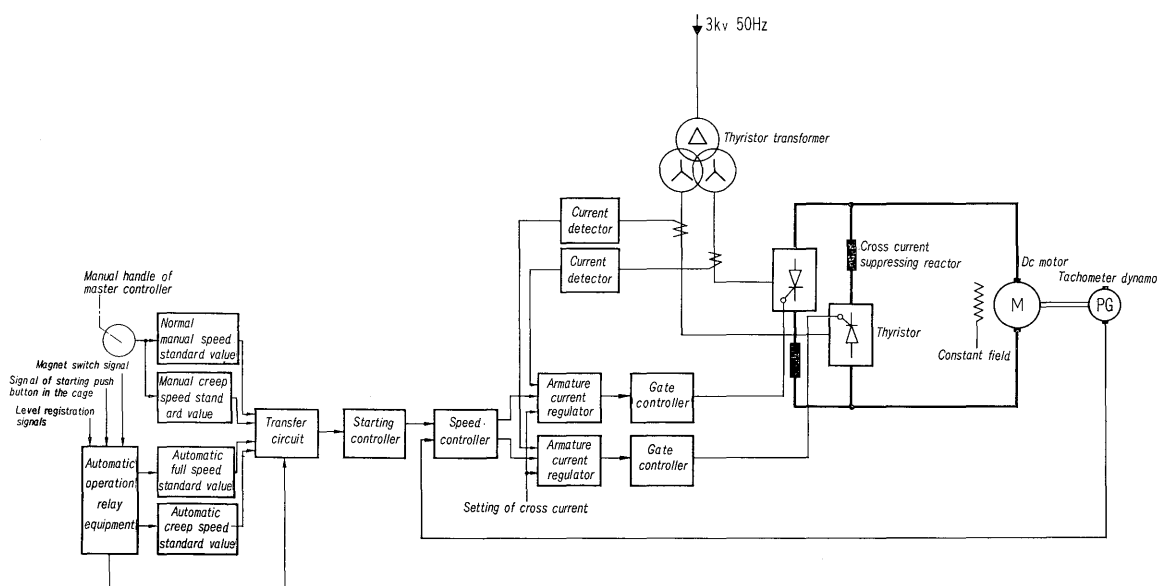 3kv 50Hz
Thyristor transformer
Current
detector
Current
detector
Cross current
suppressing reactor
Dc motor
Tachometer dynamo
M
PG
Thyristor
Constant field
Manual handle of
master controller
Normal
manual speed
standard value
Magnet switch signal
Signal of starting push
button in the cage
Level registration
signals
Manual creep
speed stand
ard value
Armature
current
regulator
Gate
controller
Transfer
circuit
Starting
controller
Speed
controller
Armature
current
regulator
Gate
controller
Automatic
operation
relay
equipment
Automatic
full speed
standard value
Setting of cross current
Automatic
creep speed
standard value